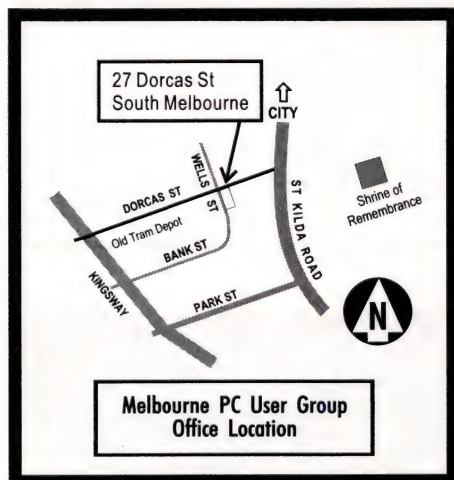 27 Dorcas St
South Melbourne
CITY
WELLS ST
DORCAS ST
ST KILDA ROAD
Shrine of
Remembrance
Old Tram Depot
BANK ST
KINGSWAY
PARK ST
N
Melbourne PC User Group
Office Location